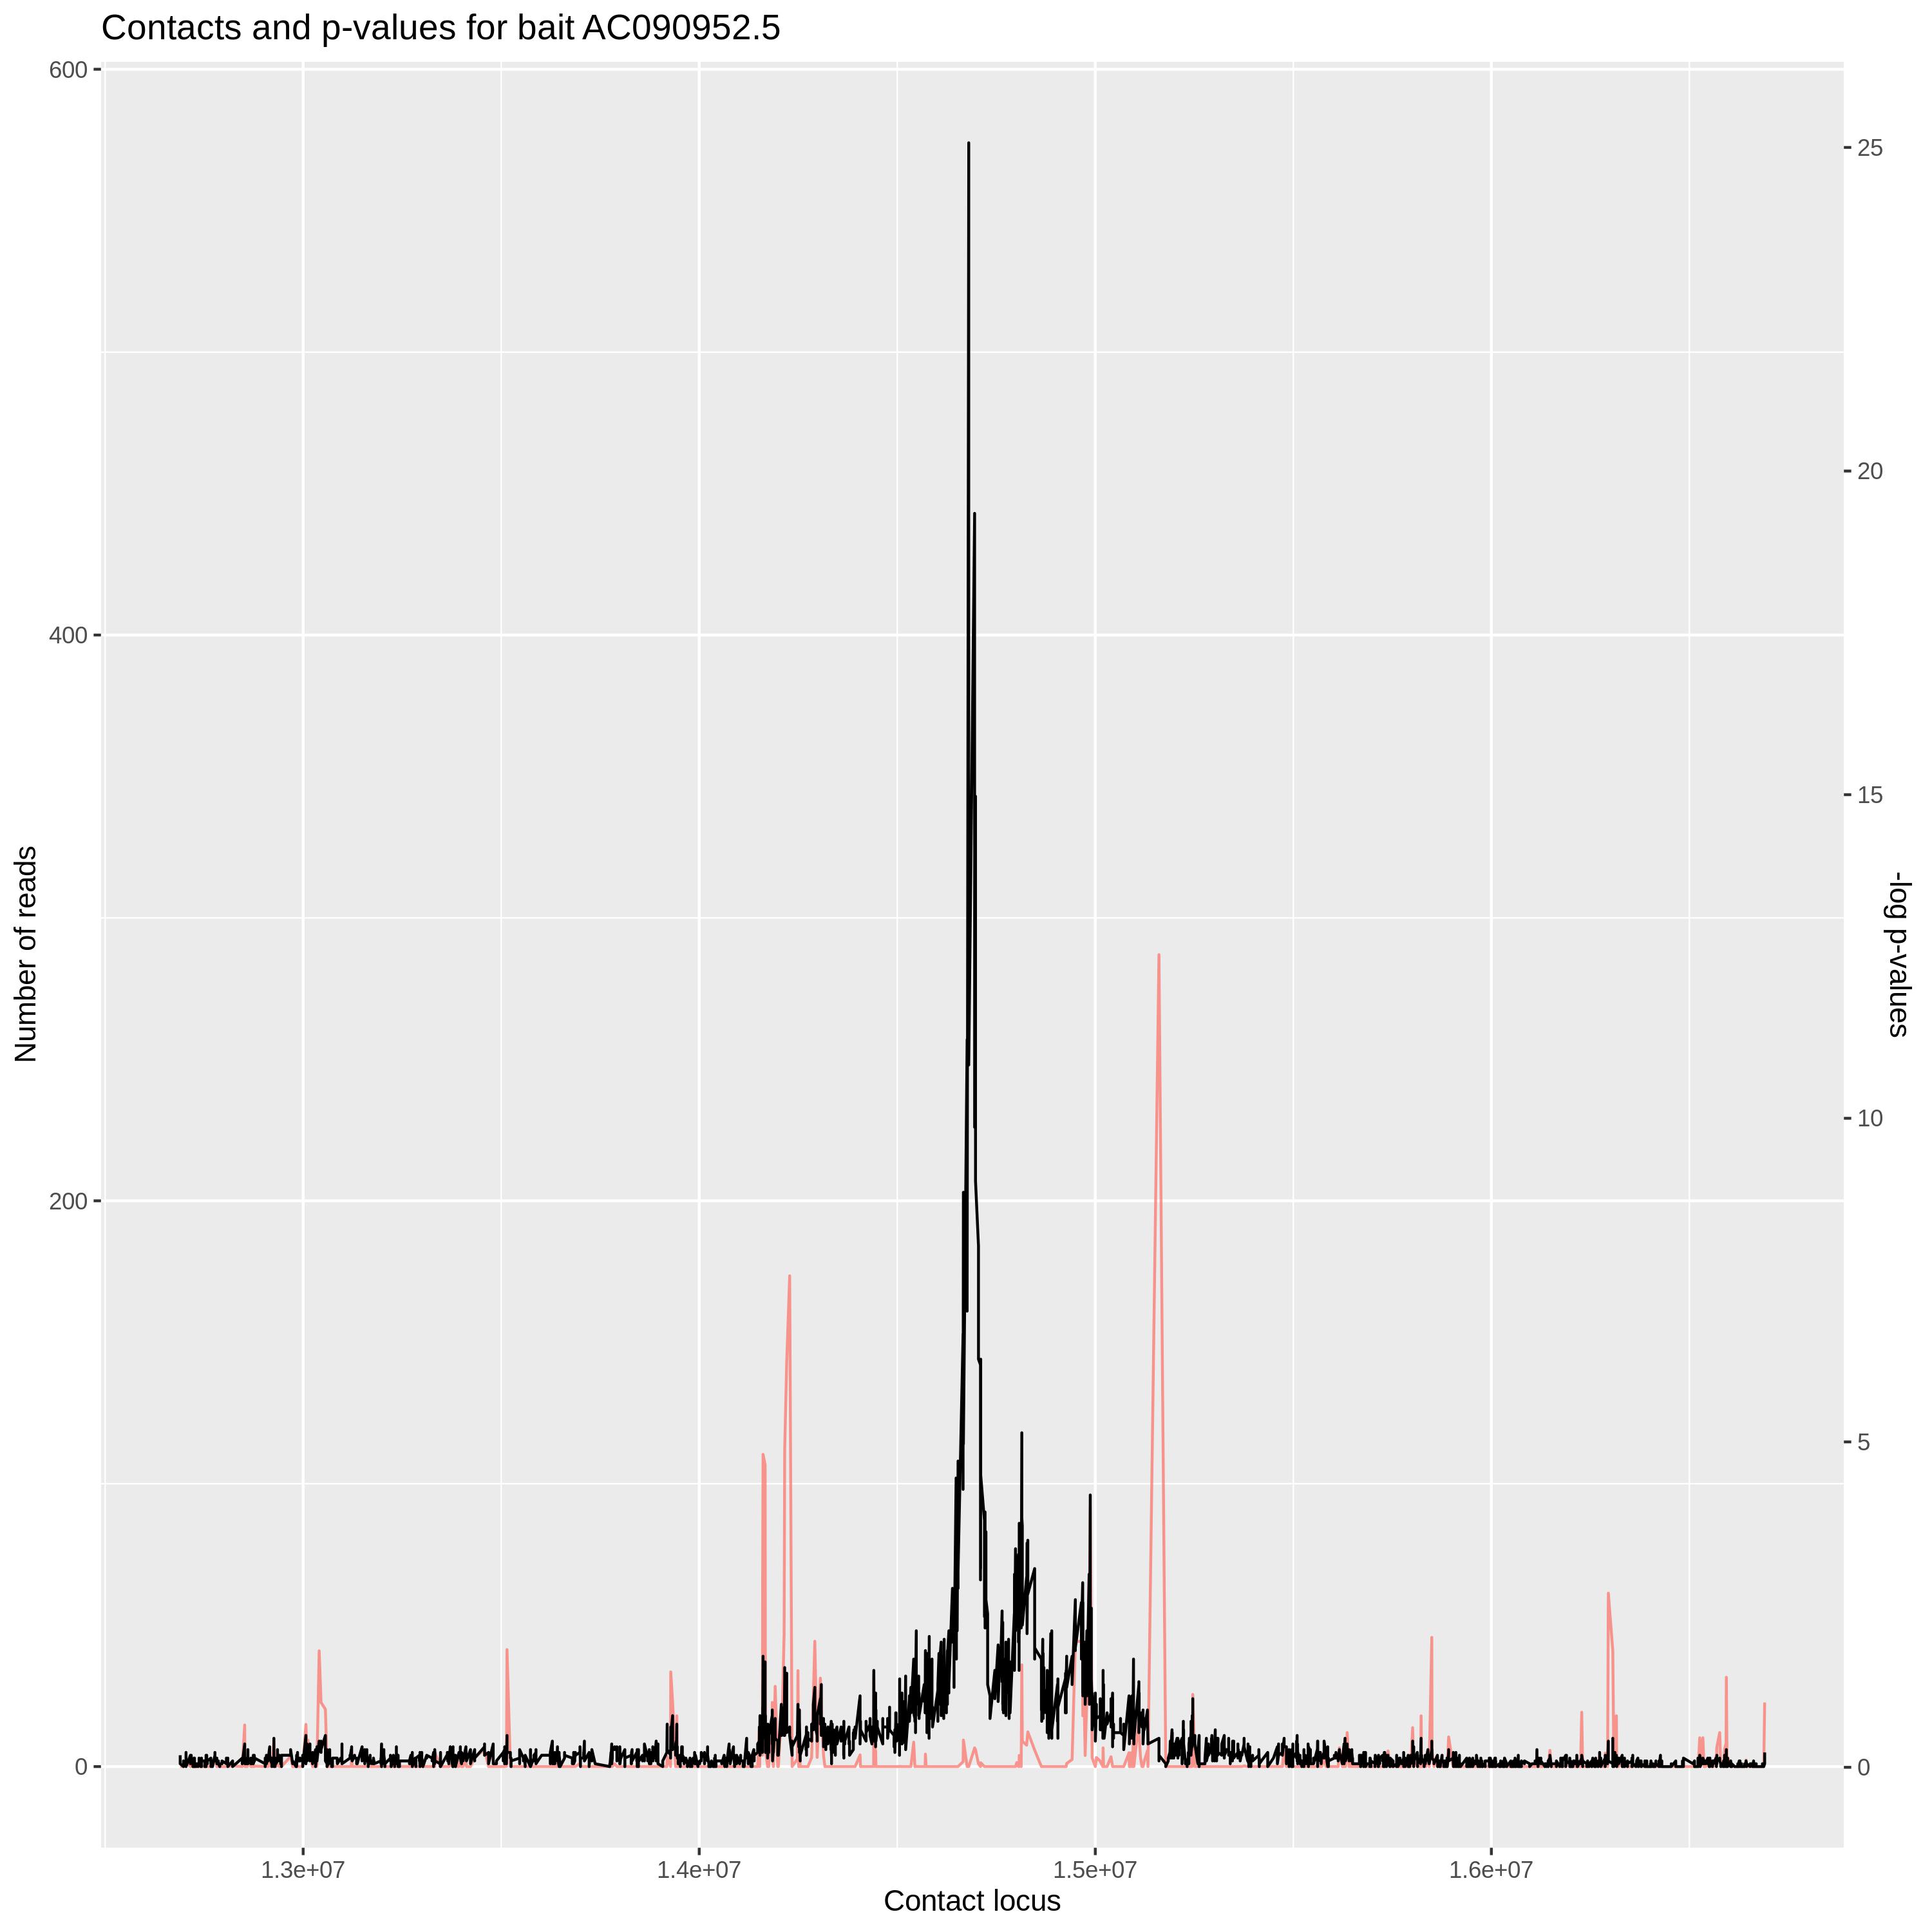 Contacts and p-values for bait AC090952.5
600
400
200
0
Number of reads
25
20
15
10
5
0
-log p-values
1.3e+07
1.4e+07
1.5e+07
1.6e+07
Contact locus